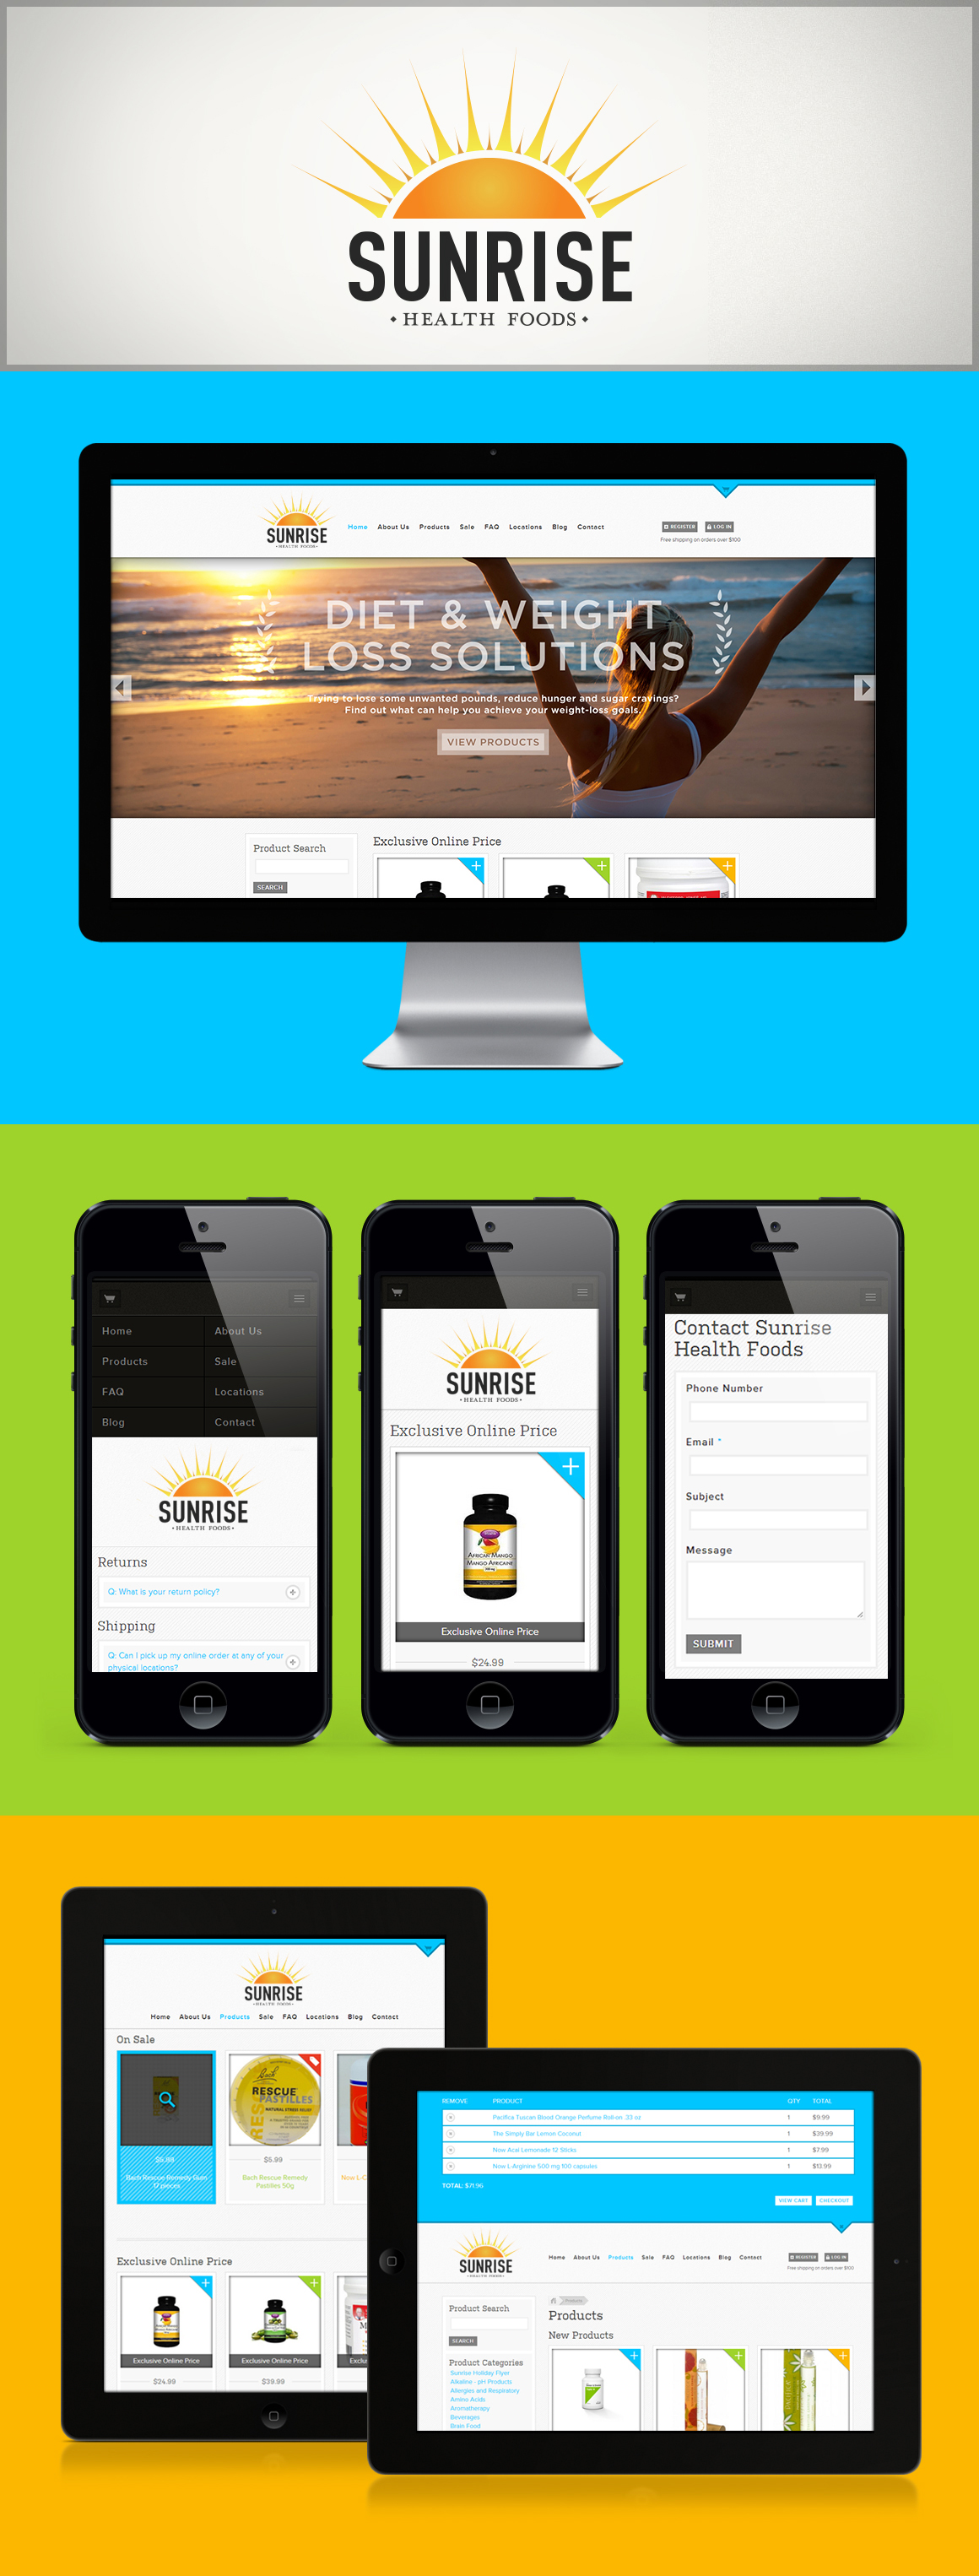 SUNRISE
HEALTH FOODS
SUNRISE
HEALTH FOODS
Home About Us Products Sale FAQ Locations Blog Contact
REGISTER LOG IN
Free shipping on orders over $100
DIET & WEIGHT
LOSS SOLUTIONS
Trying to lose some unwanted pounds, reduce hunger and sugar cravings?
Find out what can help you achieve your weight-loss goals.
VIEW PRODUCTS
Product Search
SEARCH
Exclusive Online Price
Home About Us
Products Sale
FAQ Locations
Blog Contact
SUNRISE
HEALTH FOODS
Returns
Q: What is your return policy?
Shipping
Q: Can I pick up my online order at any of your
physical locations?
SUNRISE
HEALTH FOODS
Exclusive Online Price
AFRICAN MANGO
MANGO AFRICAINE
Exclusive Online Price
$24.99
Contact Sunrise
Health Foods
Phone Number
Email *
Subject
Message
SUBMIT
SUNRISE
HEALTH FOODS
Home About Us Products Sale FAQ Locations Blog Contact
On Sale
Bach
RESCUE
PASTILLES
NATURAL STRESS RELIEF
$5.99
$5.99
Bach Rescue Remedy Gum
17 pieces
Bach Rescue Remedy
Pastilles 50g
Now L-C
Exclusive Online Price
Exclusive Online Price
Exclusive Online Price
Exclu
$24.99
$39.99
REMOVE PRODUCT QTY TOTAL
Pacifica Tuscan Blood Orange Perfume Roll-on .33 oz 1 $9.99
The Simply Bar Lemon Coconut 1 $39.99
Now Acai Lemonade 12 Sticks 1 $7.99
Now L-Arginine 500 mg 100 capsules 1 $13.99
TOTAL: $71.96
VIEW CART CHECKOUT
SUNRISE
HEALTH FOODS
Home About Us Products Sale FAQ Locations Blog Contact
REGISTER LOG IN
Free shipping on orders over $100
Product Search
SEARCH
Product Categories
Sunrise Holiday Flyer
Alkaline - pH Products
Allergies and Respiratory
Amino Acids
Aromatherapy
Beverages
Brain Food
Products
Products
New Products